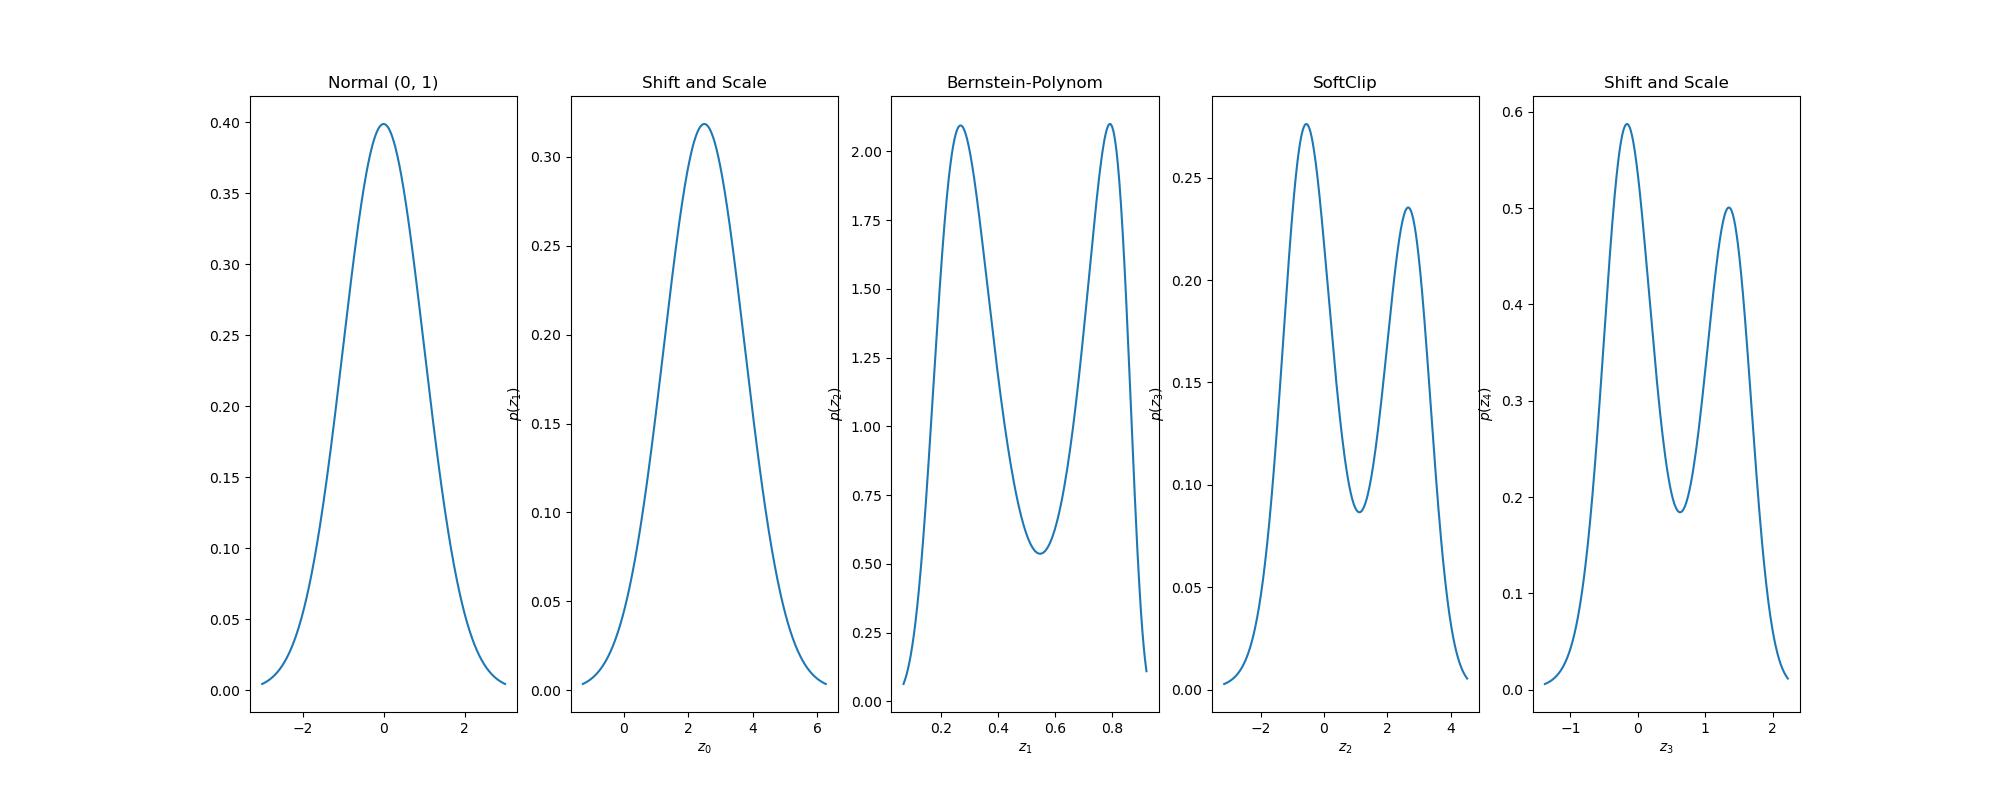 Normal (0, 1)
0.40
0.35
0.30
0.25
0.20
0.15
0.10
0.05
0.00
−2 0 2
Shift and Scale
p(z₁)
0.30
0.25
0.20
0.15
0.10
0.05
0.00
0 2 4 6
z₀
Bernstein-Polynom
p(z₂)
2.00
1.75
1.50
1.25
1.00
0.75
0.50
0.25
0.00
0.2 0.4 0.6 0.8
z₁
SoftClip
p(z₃)
0.25
0.20
0.15
0.10
0.05
0.00
−2 0 2 4
z₂
Shift and Scale
p(z₄)
0.6
0.5
0.4
0.3
0.2
0.1
0.0
−1 0 1 2
z₃